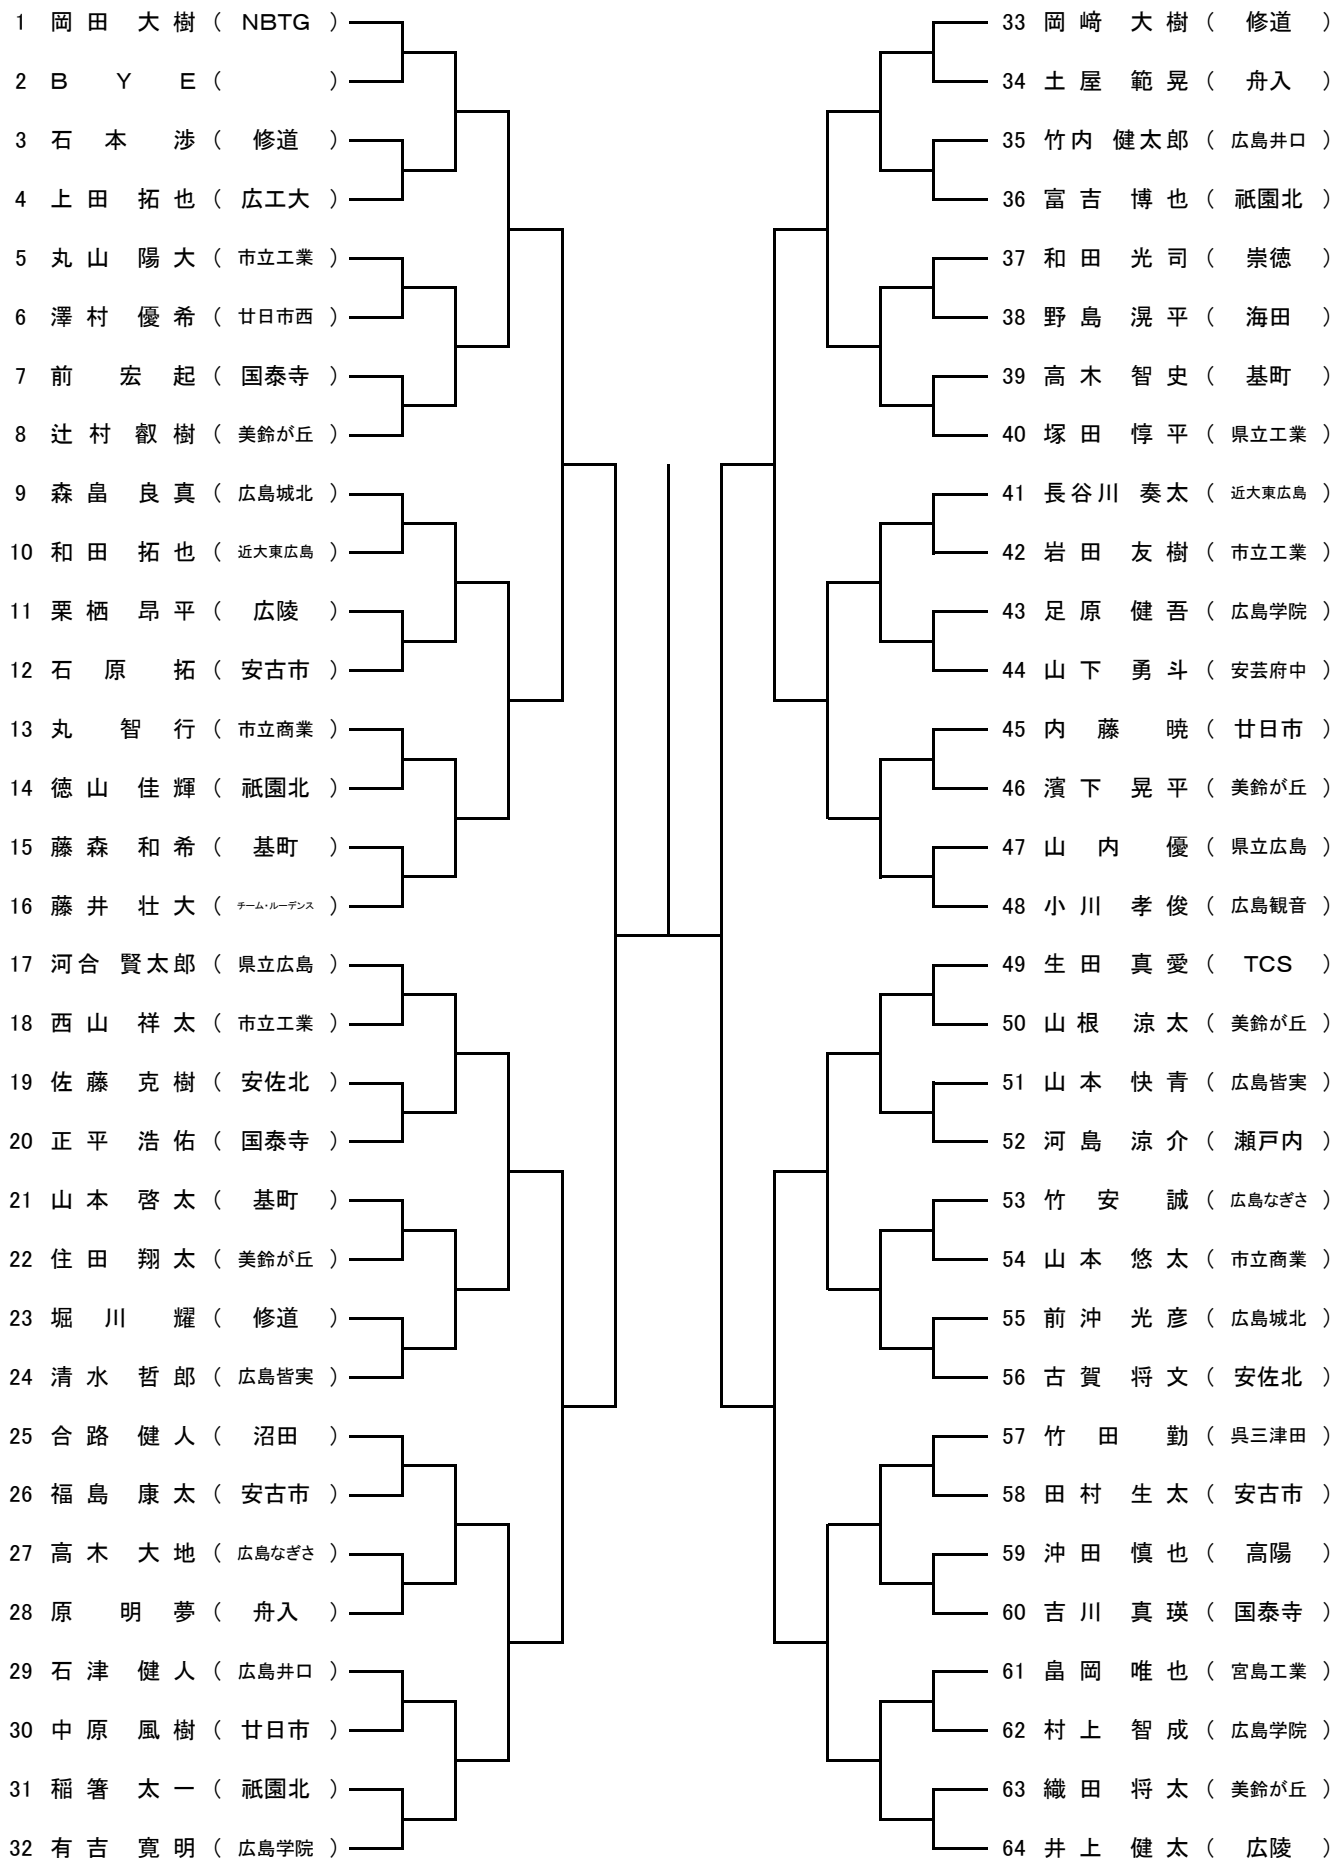 1 岡田 大樹 ( NBTG )
2 B Y E ( )
3 石本 渉 ( 修道 )
4 上田 拓也 ( 広工大 )
5 丸山 陽大 ( 市立工業 )
6 澤村 優希 ( 廿日市西 )
7 前 宏起 ( 国泰寺 )
8 辻村 叡樹 ( 美鈴が丘 )
9 森畠 良真 ( 広島城北 )
10 和田 拓也 ( 近大東広島 )
11 栗栖 昂平 ( 広陵 )
12 石原 拓 ( 安古市 )
13 丸 智行 ( 市立商業 )
14 徳山 佳輝 ( 祇園北 )
15 藤森 和希 ( 基町 )
16 藤井 壮大 ( チーム・ルーデンス )
17 河合 賢太郎 ( 県立広島 )
18 西山 祥太 ( 市立工業 )
19 佐藤 克樹 ( 安佐北 )
20 正平 浩佑 ( 国泰寺 )
21 山本 啓太 ( 基町 )
22 住田 翔太 ( 美鈴が丘 )
23 堀川 耀 ( 修道 )
24 清水 哲郎 ( 広島皆実 )
25 合路 健人 ( 沼田 )
26 福島 康太 ( 安古市 )
27 高木 大地 ( 広島なぎさ )
28 原 明夢 ( 舟入 )
29 石津 健人 ( 広島井口 )
30 中原 風樹 ( 廿日市 )
31 稲箸 太一 ( 祇園北 )
32 有吉 寛明 ( 広島学院 )
33 岡﨑 大樹 ( 修道 )
34 土屋 範晃 ( 舟入 )
35 竹内 健太郎 ( 広島井口 )
36 富吉 博也 ( 祇園北 )
37 和田 光司 ( 崇徳 )
38 野島 滉平 ( 海田 )
39 高木 智史 ( 基町 )
40 塚田 惇平 ( 県立工業 )
41 長谷川 奏太 ( 近大東広島 )
42 岩田 友樹 ( 市立工業 )
43 足原 健吾 ( 広島学院 )
44 山下 勇斗 ( 安芸府中 )
45 内藤 暁 ( 廿日市 )
46 濱下 晃平 ( 美鈴が丘 )
47 山内 優 ( 県立広島 )
48 小川 孝俊 ( 広島観音 )
49 生田 真愛 ( TCS )
50 山根 涼太 ( 美鈴が丘 )
51 山本 快青 ( 広島皆実 )
52 河島 涼介 ( 瀬戸内 )
53 竹安 誠 ( 広島なぎさ )
54 山本 悠太 ( 市立商業 )
55 前沖 光彦 ( 広島城北 )
56 古賀 将文 ( 安佐北 )
57 竹田 勤 ( 呉三津田 )
58 田村 生太 ( 安古市 )
59 沖田 慎也 ( 高陽 )
60 吉川 真瑛 ( 国泰寺 )
61 畠岡 唯也 ( 宮島工業 )
62 村上 智成 ( 広島学院 )
63 織田 将太 ( 美鈴が丘 )
64 井上 健太 ( 広陵 )